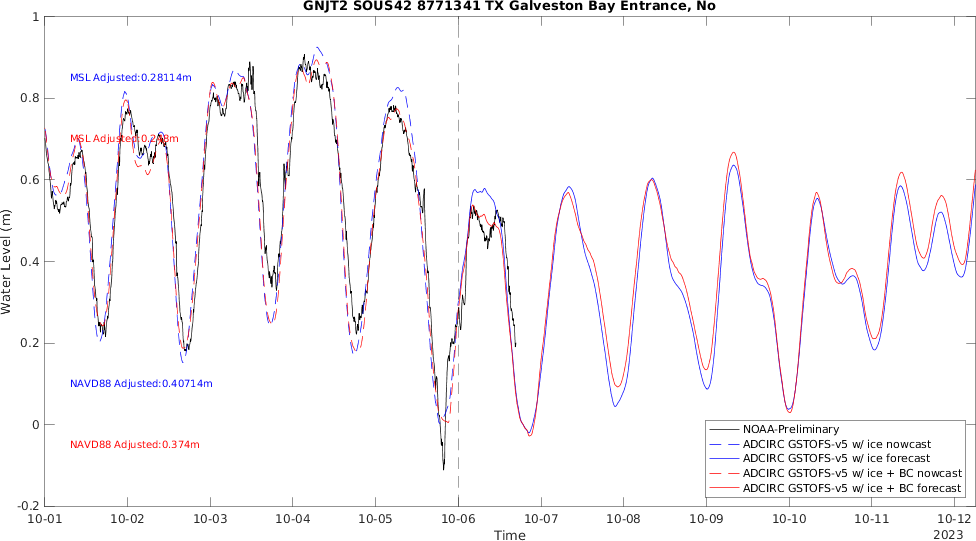 GNJT2 SOUS42 8771341 TX Galveston Bay Entrance, No
Water Level (m)
1
0.8
0.6
0.4
0.2
0
-0.2
MSL Adjusted:0.28114m
MSL Adjusted:
NAVD88 Adjusted:0.40714m
NAVD88 Adjusted:0.374m
NOAA-Preliminary
ADCIRC GSTOFS-v5 w/ ice nowcast
ADCIRC GSTOFS-v5 w/ ice forecast
ADCIRC GSTOFS-v5 w/ ice + BC nowcast
ADCIRC GSTOFS-v5 w/ ice + BC forecast
10-01 10-02 10-03 10-04 10-05 10-06 10-07 10-08 10-09 10-10 10-11 10-12
Time 2023